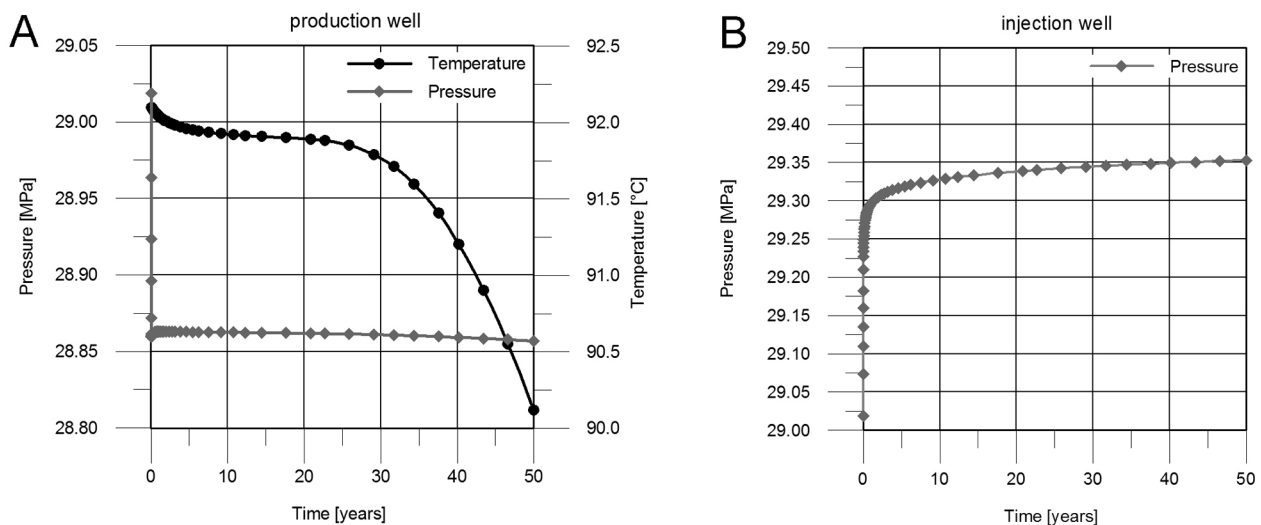 A
production well
29.05
29.00
28.95
28.90
28.85
28.80
Pressure [MPa]
92.5
92.0
91.5
91.0
90.5
90.0
Temperature [°C]
Temperature
Pressure
0 10 20 30 40 50
Time [years]
B
injection well
29.50
29.45
29.40
29.35
29.30
29.25
29.20
29.15
29.10
29.05
29.00
Pressure [MPa]
Pressure
0 10 20 30 40 50
Time [years]